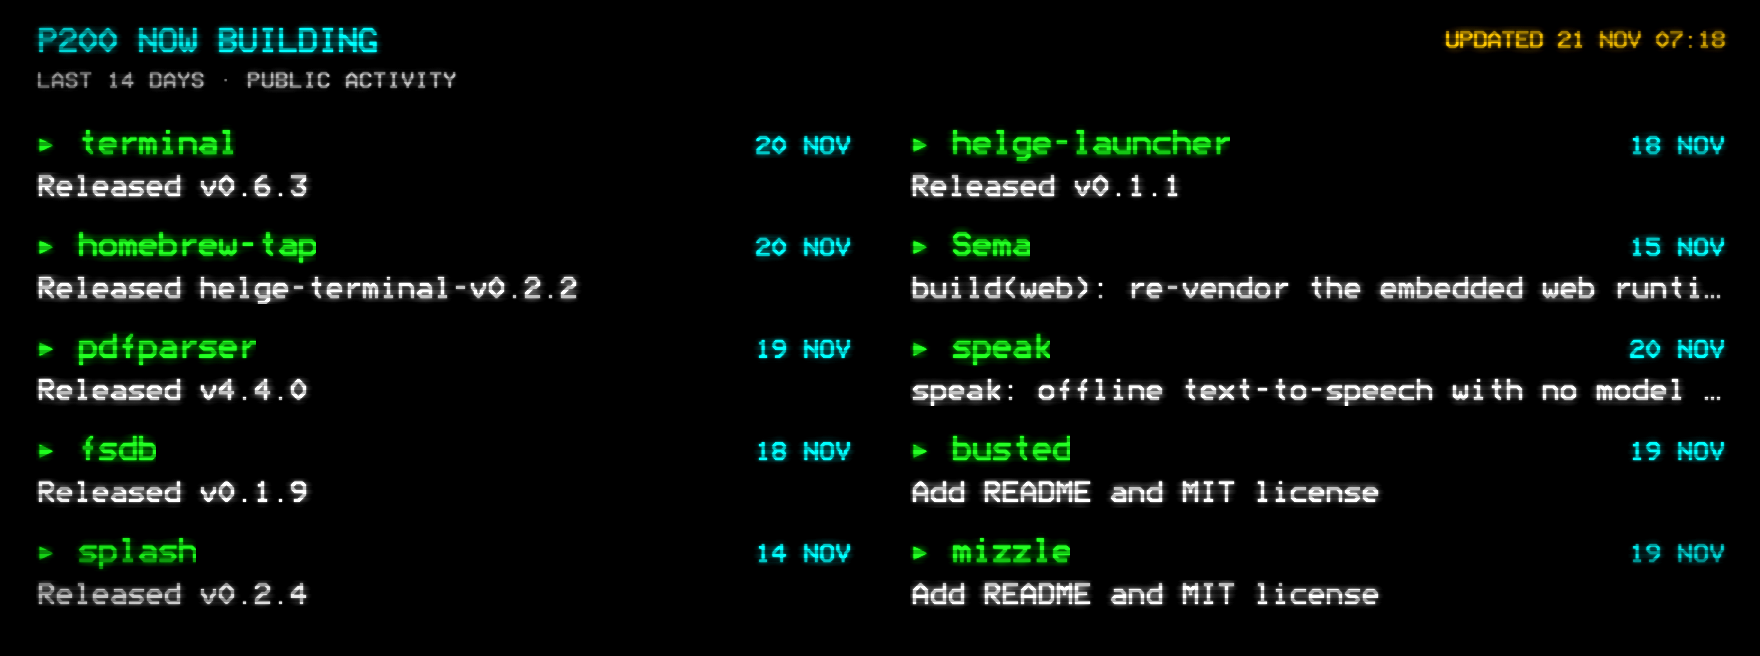 P200 NOW BUILDING
UPDATED 21 NOV 07:18
LAST 14 DAYS · PUBLIC ACTIVITY
▶ terminal 20 NOV
Released v0.6.3
▶ homebrew-tap 20 NOV
Released helge-terminal-v0.2.2
▶ pdfparser 19 NOV
Released v4.4.0
▶ fsdb 18 NOV
Released v0.1.9
▶ splash 14 NOV
Released v0.2.4
▶ helge-launcher 18 NOV
Released v0.1.1
▶ Sema 15 NOV
build(web): re-vendor the embedded web runti…
▶ speak 20 NOV
speak: offline text-to-speech with no model …
▶ busted 19 NOV
Add README and MIT license
▶ mizzle 19 NOV
Add README and MIT license